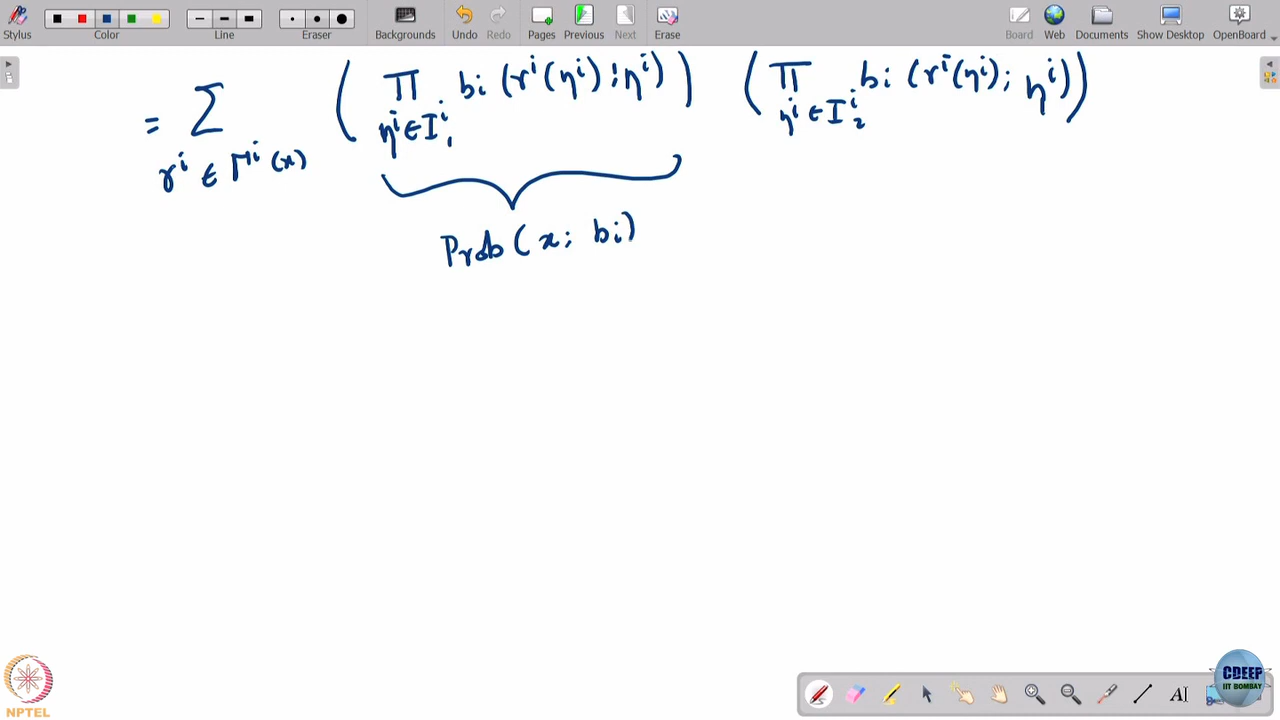 Stylus Color Line Eraser Backgrounds Undo Redo Pages Previous Next Erase Board Web Documents Show Desktop OpenBoard
= Σ_{γ^i ∈ Γ^i(x)} ( Π_{η^i ∈ I^i_1} b_i (γ^i(η^i); η^i) ) ( Π_{η^i ∈ I^i_2} b_i (γ^i(η^i); η^i) )
Prob(x; b_i)
NPTEL
CDEEP
IIT BOMBAY